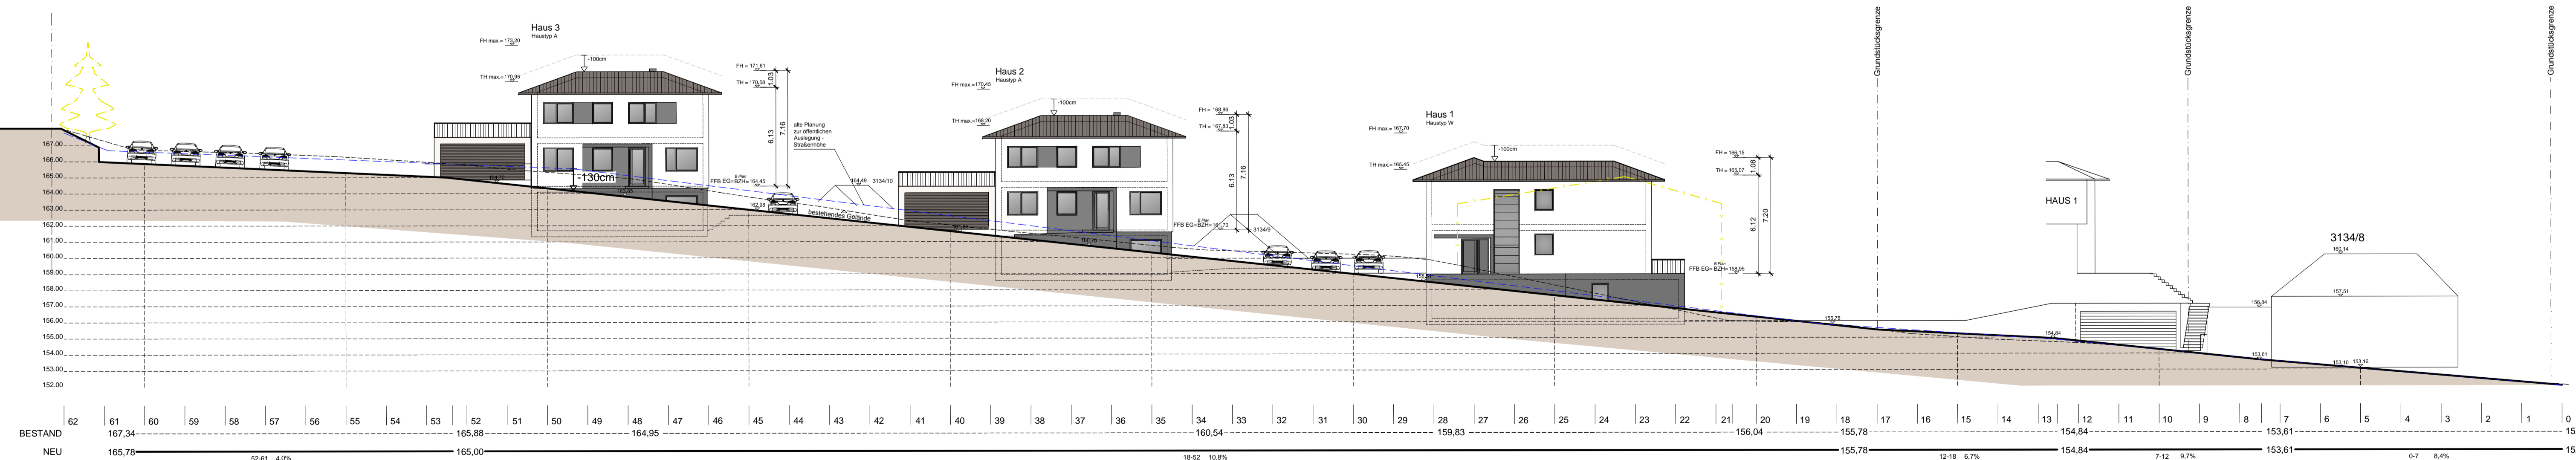 Haus 3
Haustyp A
FH max.= 173,20
TH max.= 170,95
-100cm
FH = 171,61
TH = 170,58
1.03
6.13
7.16
B Plan
FFB EG=BZH=164,45
-130cm
164,70
163,65
162,98
alte Planung
zur öffentlichen
Auslegung -
Straßenhöhe
164,49
3134/10
bestehendes Gelände
Haus 2
Haustyp A
FH max.= 170,45
TH max.=168,20
-100cm
FH = 168,86
TH = 167,83
1.03
6.13
7.16
B Plan
FFB EG=BZH=161,70
3134/9
Haus 1
Haustyp W
FH max.= 167,70
TH max.= 165,45
-100cm
FH = 166,15
TH = 165,07
1.08
6.12
7.20
B Plan
FFB EG= BZH=158,95
Grundstücksgrenze
Grundstücksgrenze
Grundstücksgrenze
HAUS 1
3134/8
160,14
157,51
156,84
155,78
154,84
153,61
153,10
153,16
167.00
166.00
165.00
164.00
163.00
162.00
161.00
160.00
159.00
158.00
157.00
156.00
155.00
154.00
153.00
152.00
62 61 60 59 58 57 56 55 54 53 52 51 50 49 48 47 46 45 44 43 42 41 40 39 38 37 36 35 34 33 32 31 30 29 28 27 26 25 24 23 22 21 20 19 18 17 16 15 14 13 12 11 10 9 8 7 6 5 4 3 2 1 0
BESTAND 167,34 165,88 164,95 160,54 159,83 156,04 155,78 154,84 153,61 15
NEU 165,78 165,00 155,78 154,84 153,61 15
52-61 4,0% 18-52 10.8% 12-18 6,7% 7-12 9,7% 0-7 8,4%